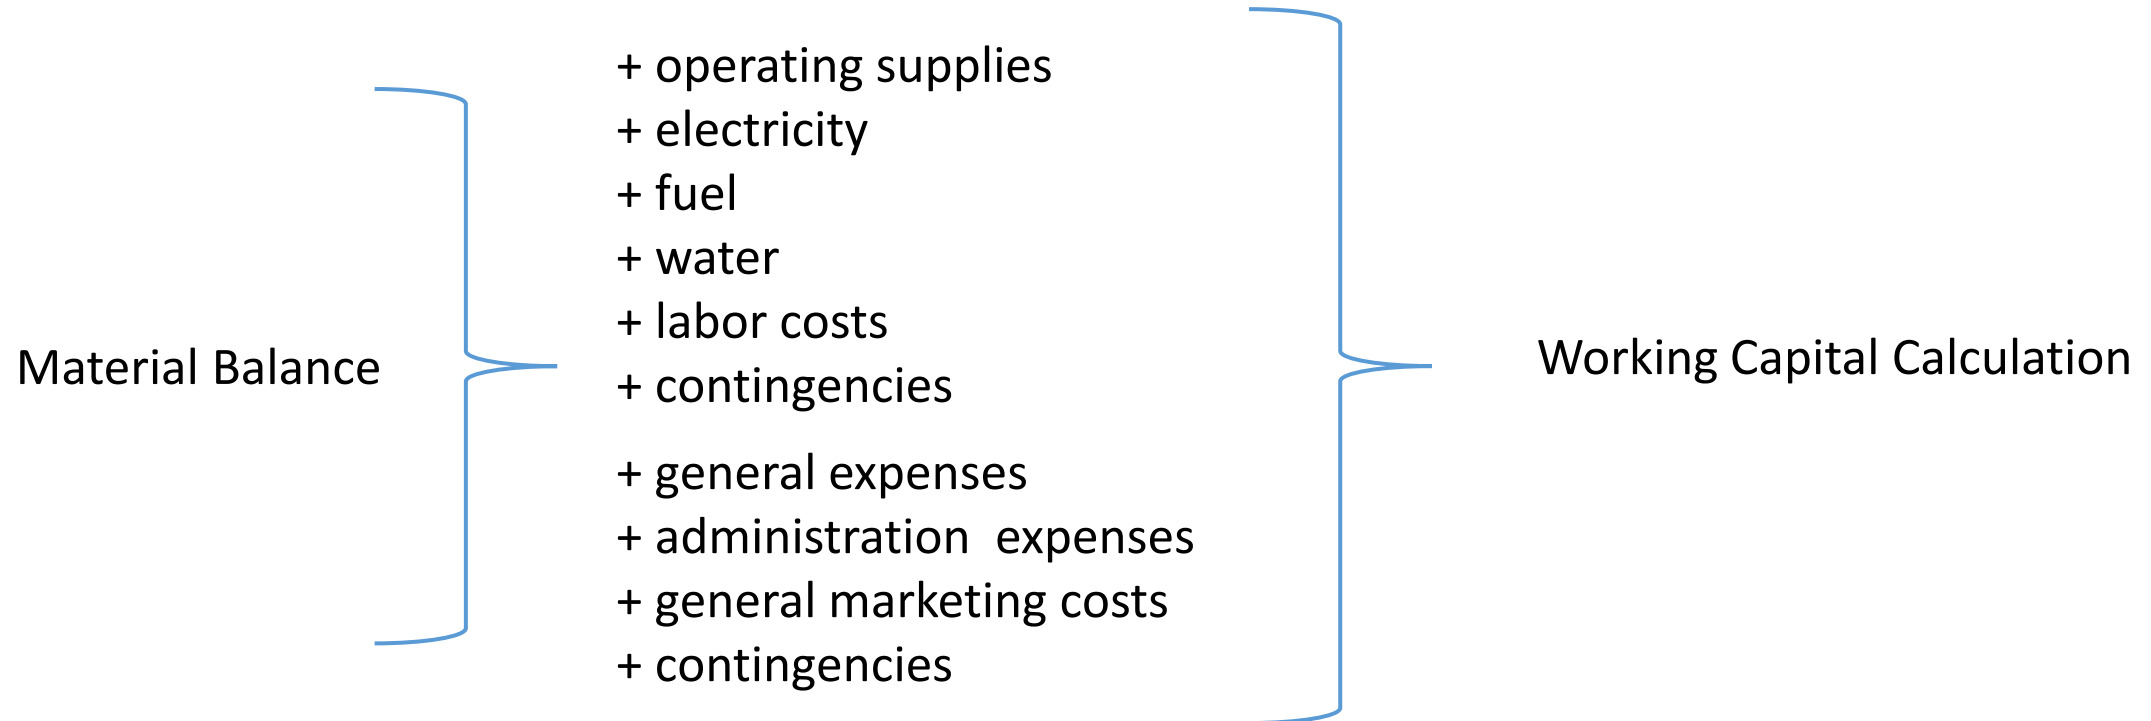 Material Balance
+ operating supplies
+ electricity
+ fuel
+ water
+ labor costs
+ contingencies
+ general expenses
+ administration  expenses
+ general marketing costs
+ contingencies
Working Capital Calculation